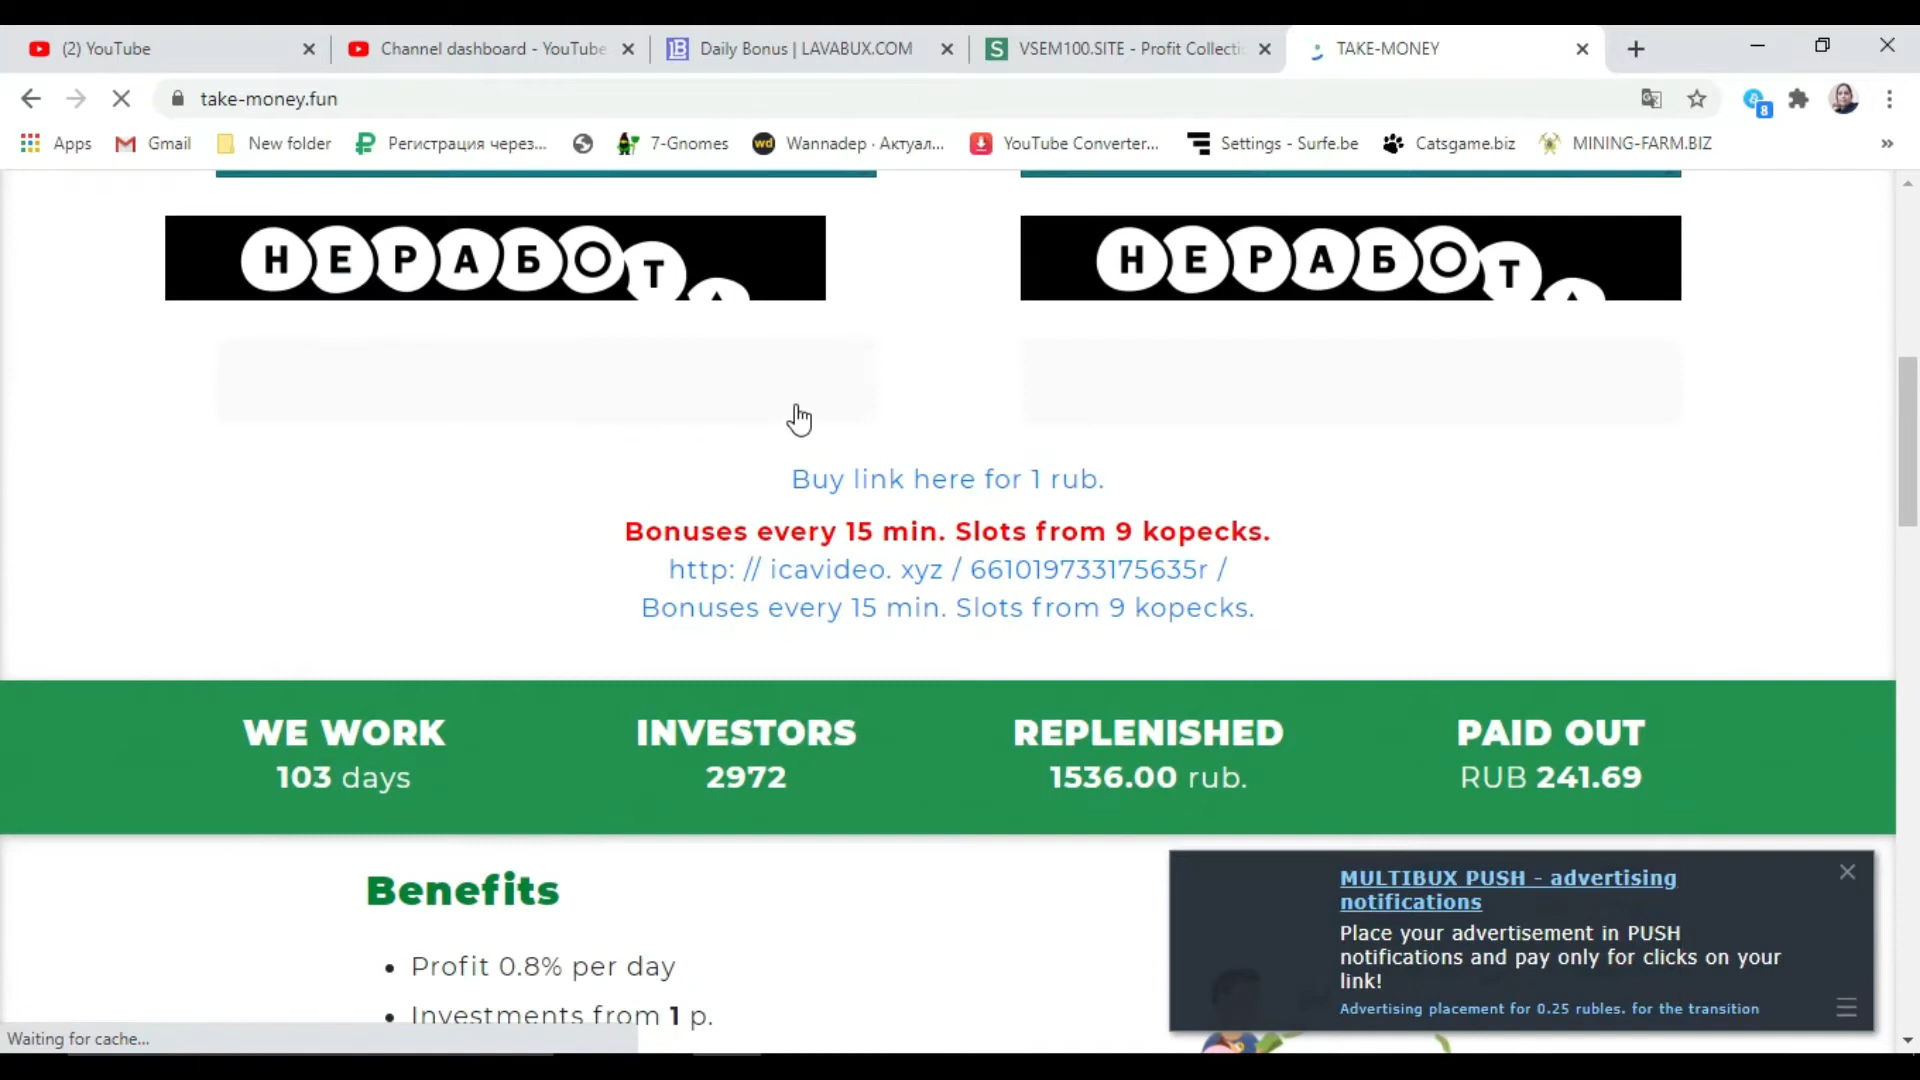 (2) YouTube
Channel dashboard - YouTube
Daily Bonus | LAVABUX.COM
VSEM100.SITE - Profit Collecti
TAKE-MONEY
take-money.fun
8
Apps
Gmail
New folder
Регистрация через...
7-Gnomes
wd
Wannadep · Актуал...
YouTube Converter...
Settings - Surfe.be
Catsgame.biz
MINING-FARM.BIZ
»
НЕРАБОТА
НЕРАБОТА
Buy link here for 1 rub.
Bonuses every 15 min. Slots from 9 kopecks.
http: // icavideo. xyz / 661019733175635r /
Bonuses every 15 min. Slots from 9 kopecks.
WE WORK
103 days
INVESTORS
2972
REPLENISHED
1536.00 rub.
PAID OUT
RUB 241.69
Benefits
• Profit 0.8% per day
• Investments from 1 p.
MULTIBUX PUSH - advertising
notifications
Place your advertisement in PUSH
notifications and pay only for clicks on your
link!
Advertising placement for 0.25 rubles. for the transition
Waiting for cache...